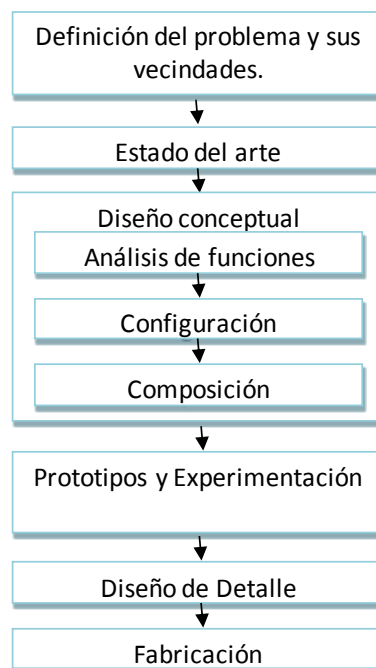 Definición del problema y sus
vecindades.
Estado del arte
Diseño conceptual
Análisis de funciones
Configuración
Composición
Prototipos y Experimentación
Diseño de Detalle
Fabricación